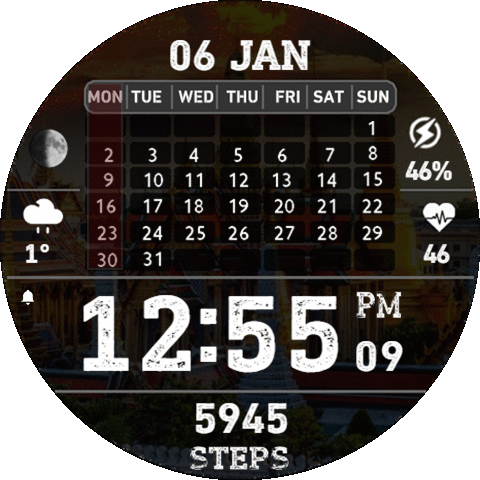 06 JAN
MON TUE WED THU FRI SAT SUN
1
2 3 4 5 6 7 8
9 10 11 12 13 14 15
16 17 18 19 20 21 22
23 24 25 26 27 28 29
30 31
46%
1°
46
12:55 PM
09
5945
STEPS